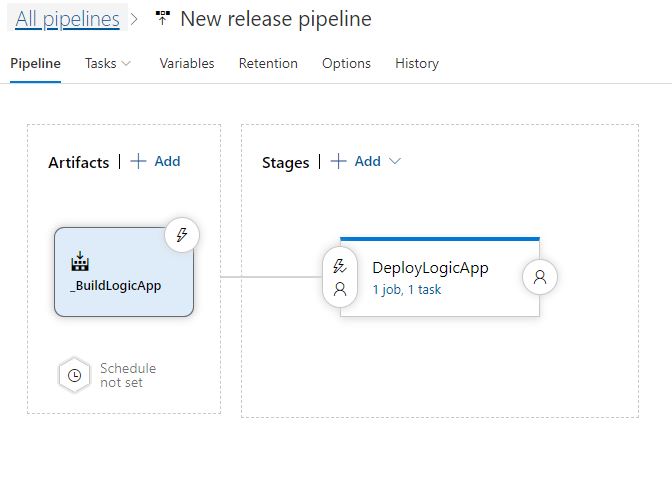 All pipelines > New release pipeline
Pipeline Tasks Variables Retention Options History
Artifacts | + Add
Stages | + Add
_BuildLogicApp
DeployLogicApp
1 job, 1 task
Schedule
not set